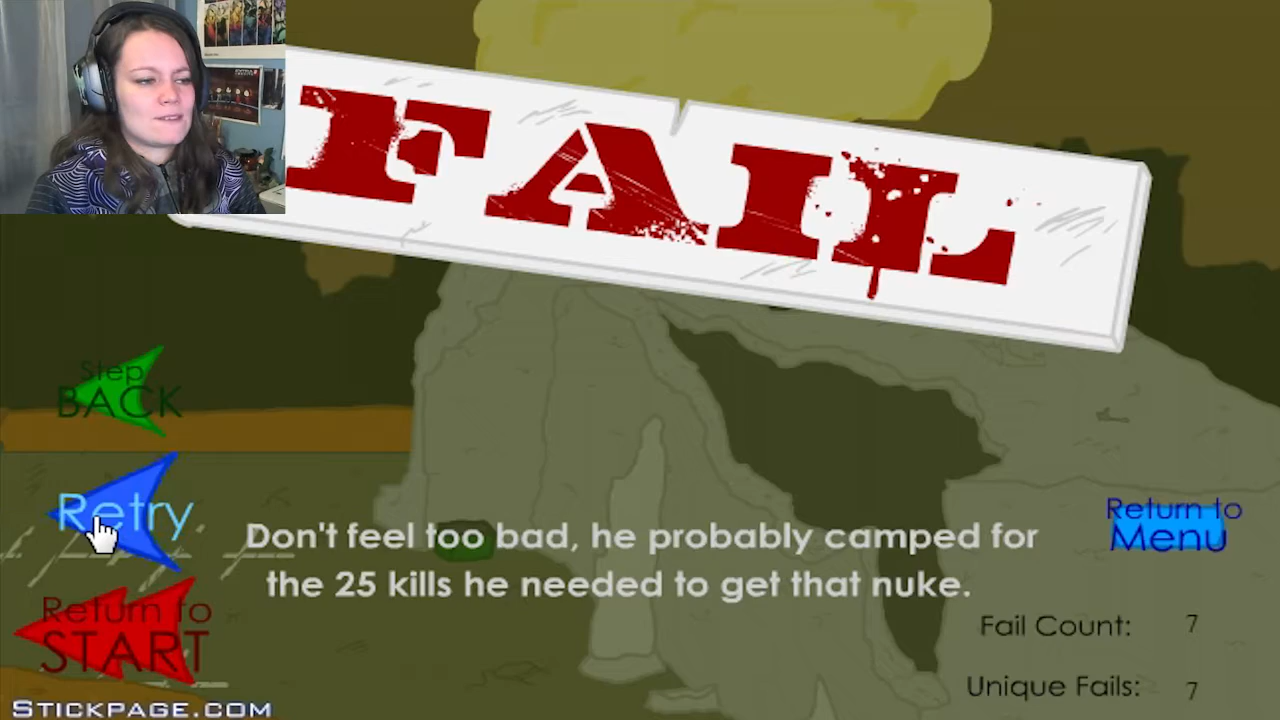 FAIL
Step
BACK
Retry
Return to
START
Don't feel too bad, he probably camped for
the 25 kills he needed to get that nuke.
Return to
Menu
Fail Count: 7
Unique Fails: 7
STICKPAGE.COM